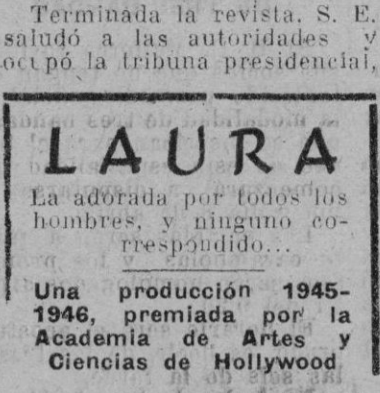 Terminada la revista, S. E.
saludó a las autoridades y
ocupó la tribuna presidencial,
LAURA
La adorada por todos los
hombres, y ninguno co-
rrespondido...
Una producción 1945-
1946, premiada por la
Academia de Artes y
Ciencias de Hollywood